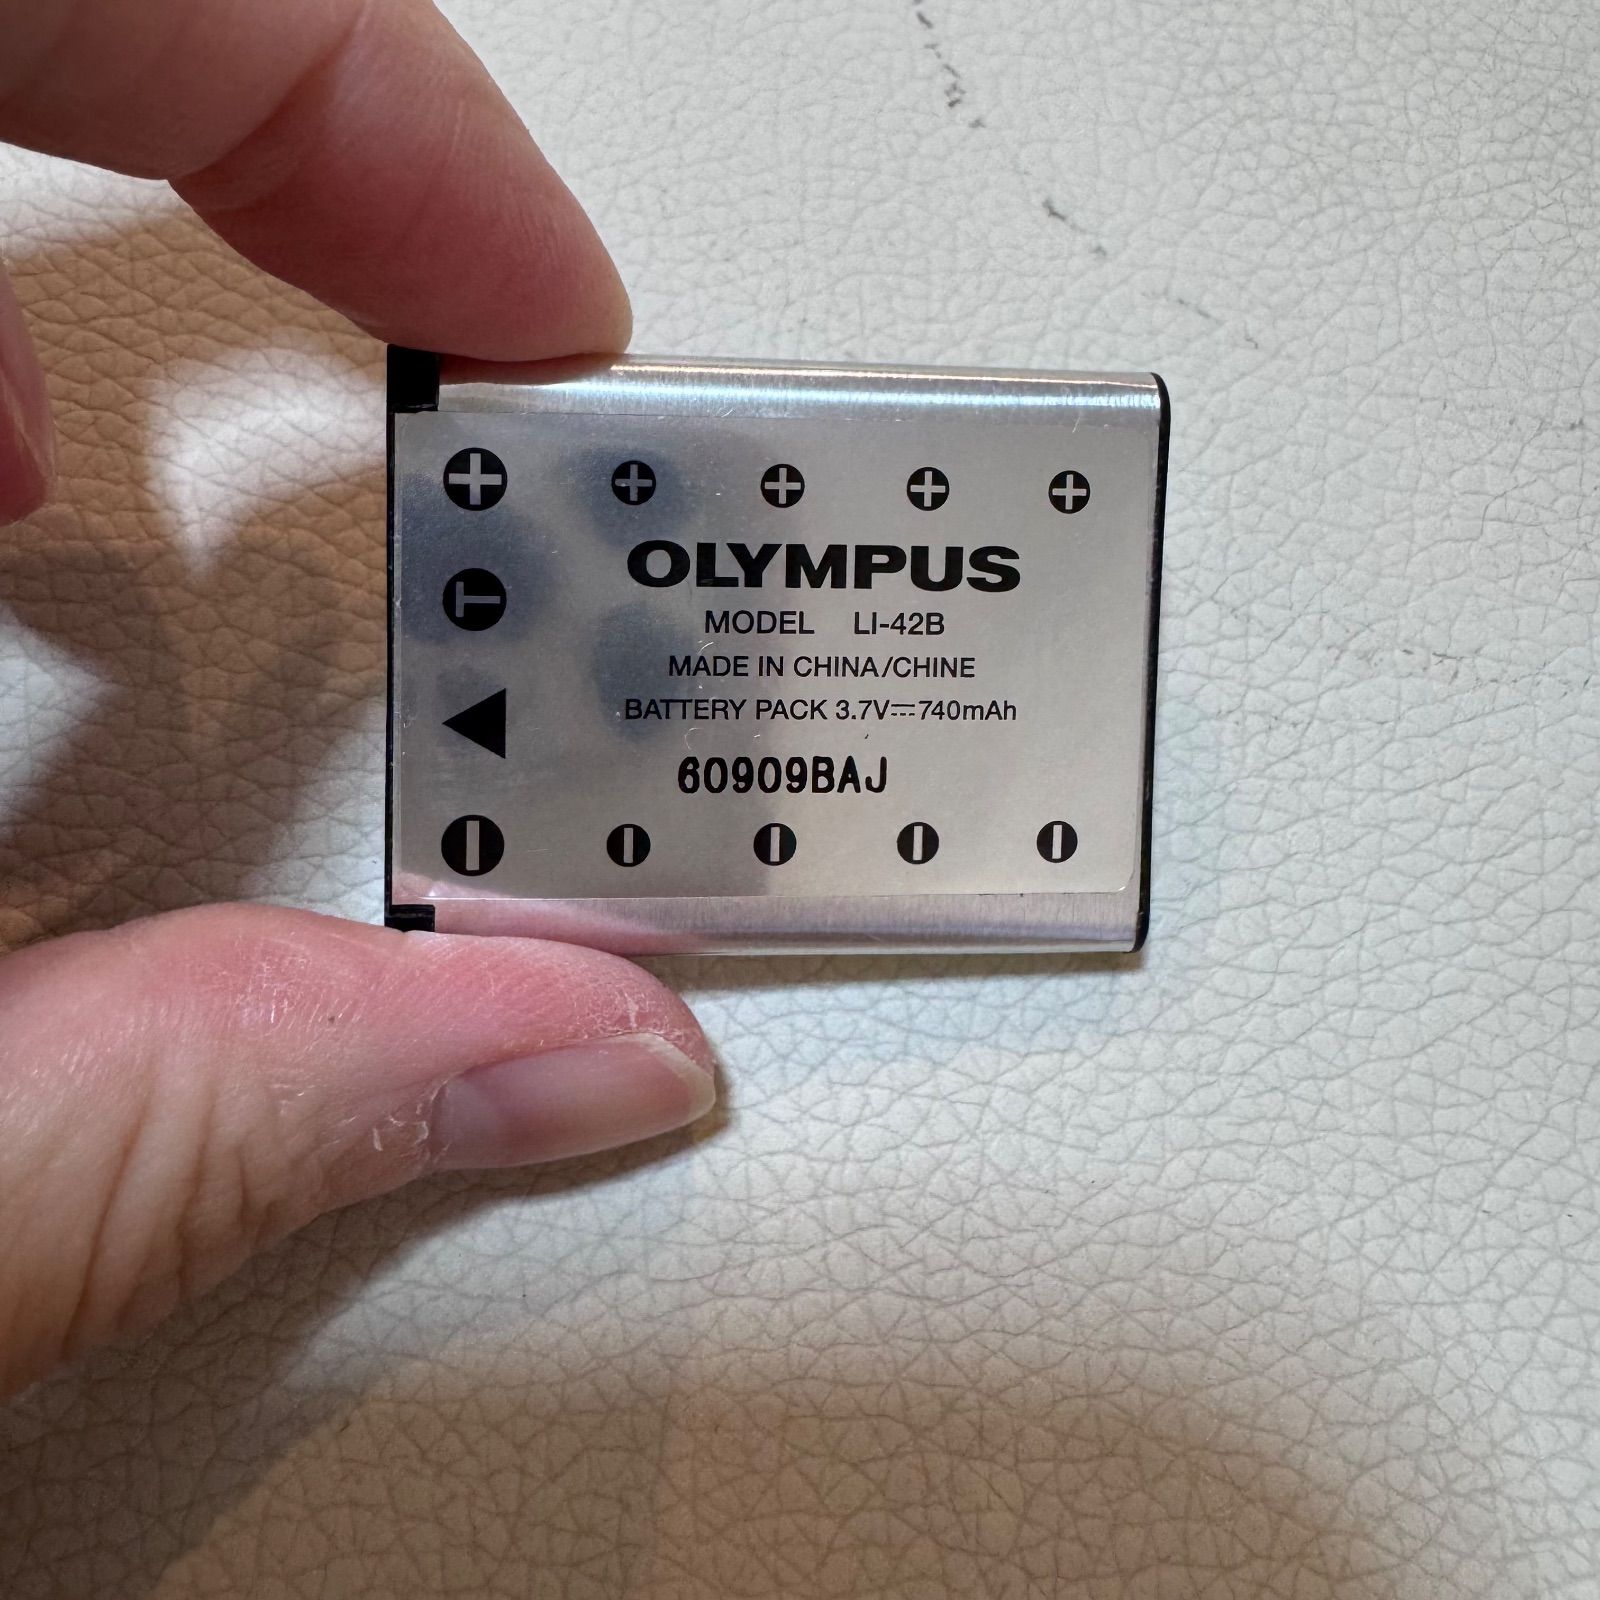 OLYMPUS
MODEL LI-42B
MADE IN CHINA/CHINE
BATTERY PACK 3.7V⎓740mAh
60909BAJ
T